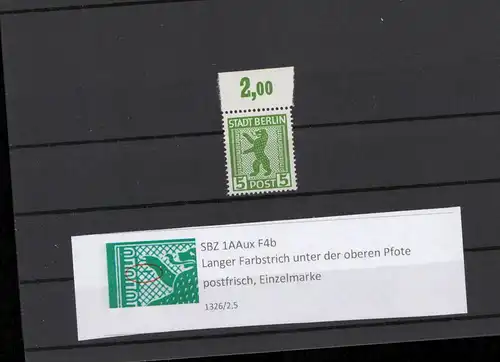 2,00
STADT BERLIN
5 POST 5
SBZ 1AAux F4b
Langer Farbstrich unter der oberen Pfote
postfrisch, Einzelmarke
1326/2,5